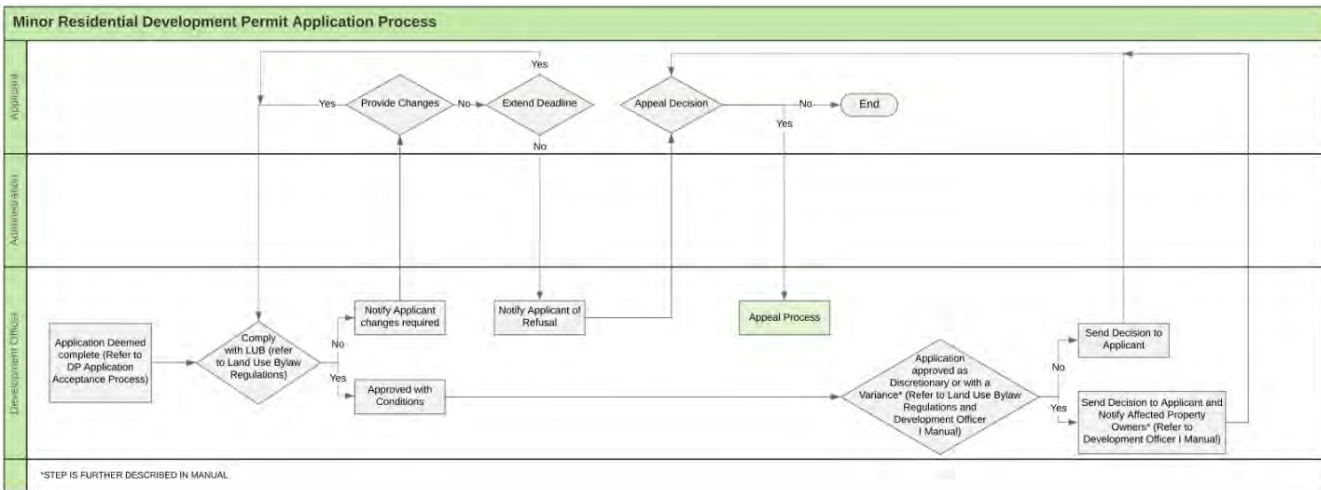 Minor Residential Development Permit Application Process
Applicant
Yes
Yes
Provide Changes
No
Extend Deadline
Appeal Decision
No
End
Yes
No
Administration
Development Officer
Application Deemed
complete (Refer to
DP Application
Acceptance Process)
Comply
with LUB (refer
to Land Use Bylaw
Regulations)
No
Yes
Notify Applicant
changes required
Approved with
Conditions
Notify Applicant of
Refusal
Appeal Process
Application
approved as
Discretionary or with a
Variance* (Refer to Land Use Bylaw
Regulations and
Development Officer
I Manual)
No
Yes
Send Decision to
Applicant
Send Decision to Applicant and
Notify Affected Property
Owners* (Refer to
Development Officer I Manual)
*STEP IS FURTHER DESCRIBED IN MANUAL